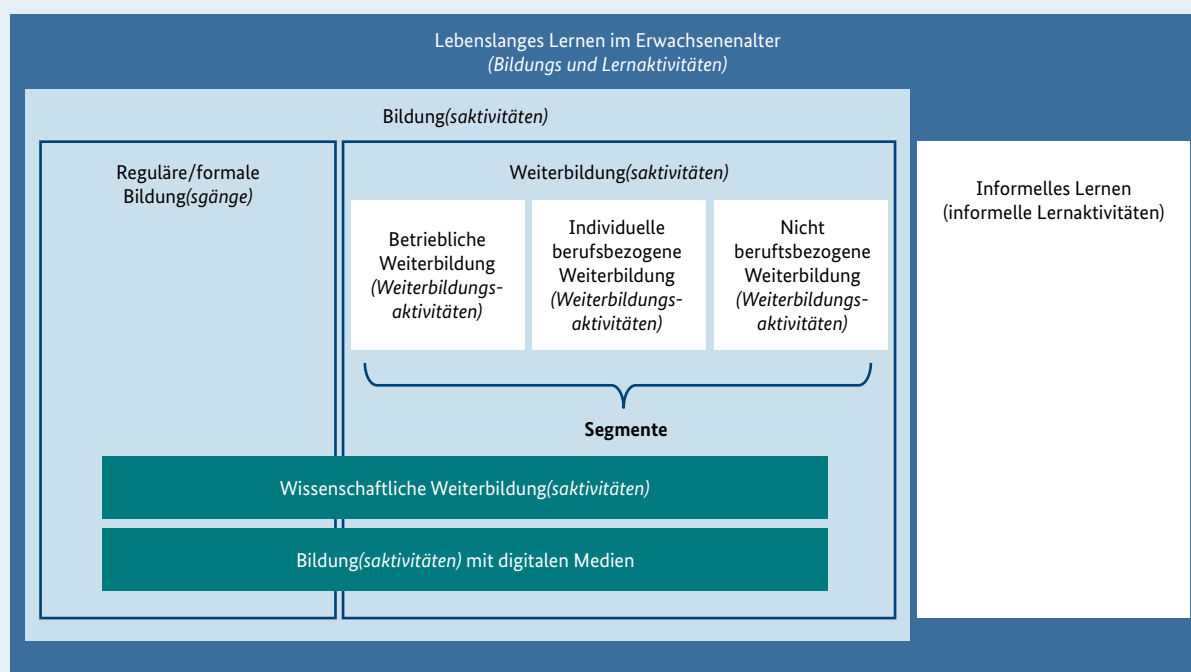 Lebenslanges Lernen im Erwachsenenalter
(Bildungs und Lernaktivitäten)
Bildung(saktivitäten)
Reguläre/formale
Bildung(sgänge)
Weiterbildung(saktivitäten)
Betriebliche
Weiterbildung
(Weiterbildungs-
aktivitäten)
Individuelle
berufsbezogene
Weiterbildung
(Weiterbildungs-
aktivitäten)
Nicht
beruftsbezogene
Weiterbildung
(Weiterbildungs-
aktivitäten)
Segmente
Wissenschaftliche Weiterbildung(saktivitäten)
Bildung(saktivitäten) mit digitalen Medien
Informelles Lernen
(informelle Lernaktivitäten)